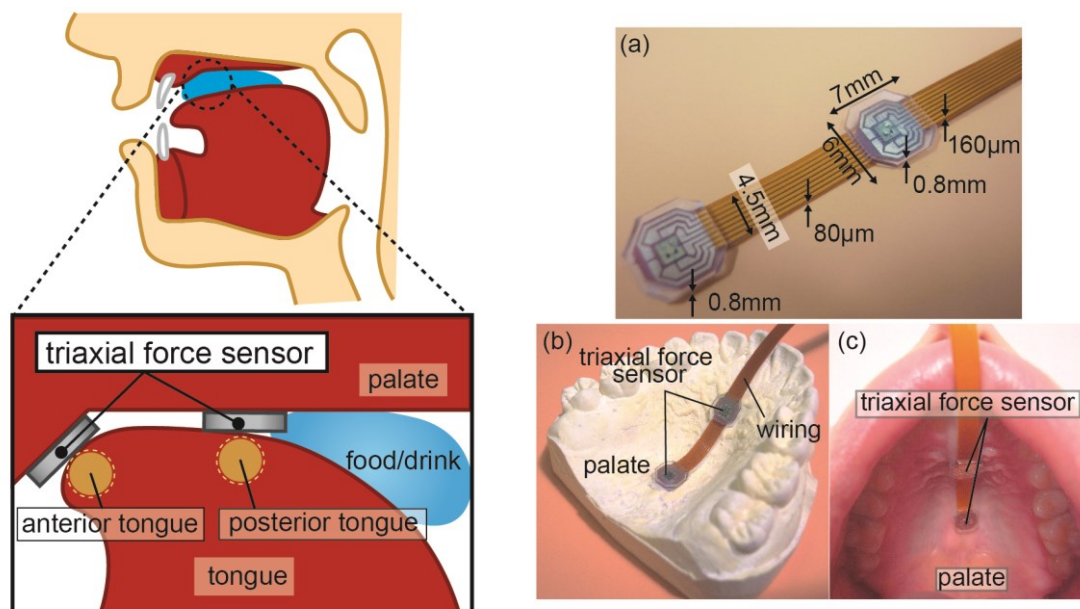 triaxial force sensor
palate
food/drink
anterior tongue
posterior tongue
tongue
(a)
7mm
6mm
160µm
0.8mm
4.5mm
80µm
0.8mm
(b)
triaxial force
sensor
wiring
palate
(c)
triaxial force sensor
palate